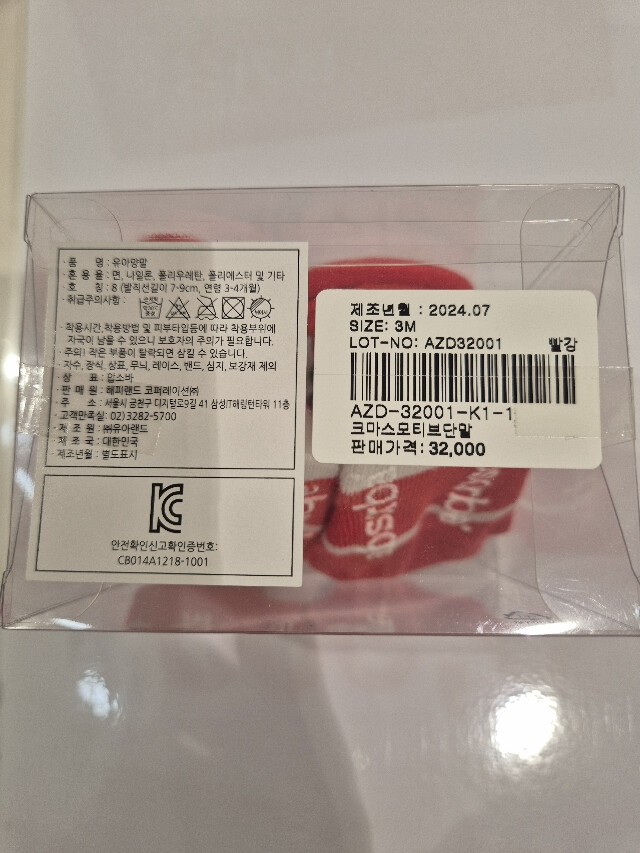 · 품 명 : 유아양말
· 혼 용 율 : 면, 나일론, 폴리우레탄, 폴리에스터 및 기타
· 호 칭 : 8 (발직선길이 7-9cm, 연령 3-4개월)
· 취급주의사항 :
· 착용시간, 착용방법 및 피부타입등에 따라 착용부위에
자국이 남을 수 있으니 보호자의 주의가 필요합니다.
· 주의! 작은 부품이 탈락되면 삼킬 수 있습니다.
· 자수, 장식, 상표, 무늬, 레이스, 밴드, 심지, 보강재 제외
· 상 표 : 압소바
· 판 매 원 : 해피랜드 코퍼레이션㈜
· 주 소 : 서울시 금천구 디지털로9길 41 삼성IT해링턴타워 11층
· 고객만족실: 02)3282-5700
· 제 조 원 : ㈜유아랜드
· 제 조 국 : 대한민국
· 제조년월 : 별도표시
안전확인신고확인증번호:
CB014A1218-1001
제조년월 : 2024.07
SIZE: 3M
LOT-NO: AZD32001 빨강
AZD-32001-K1-1
크마스모티브단말
판매가격: 32,000